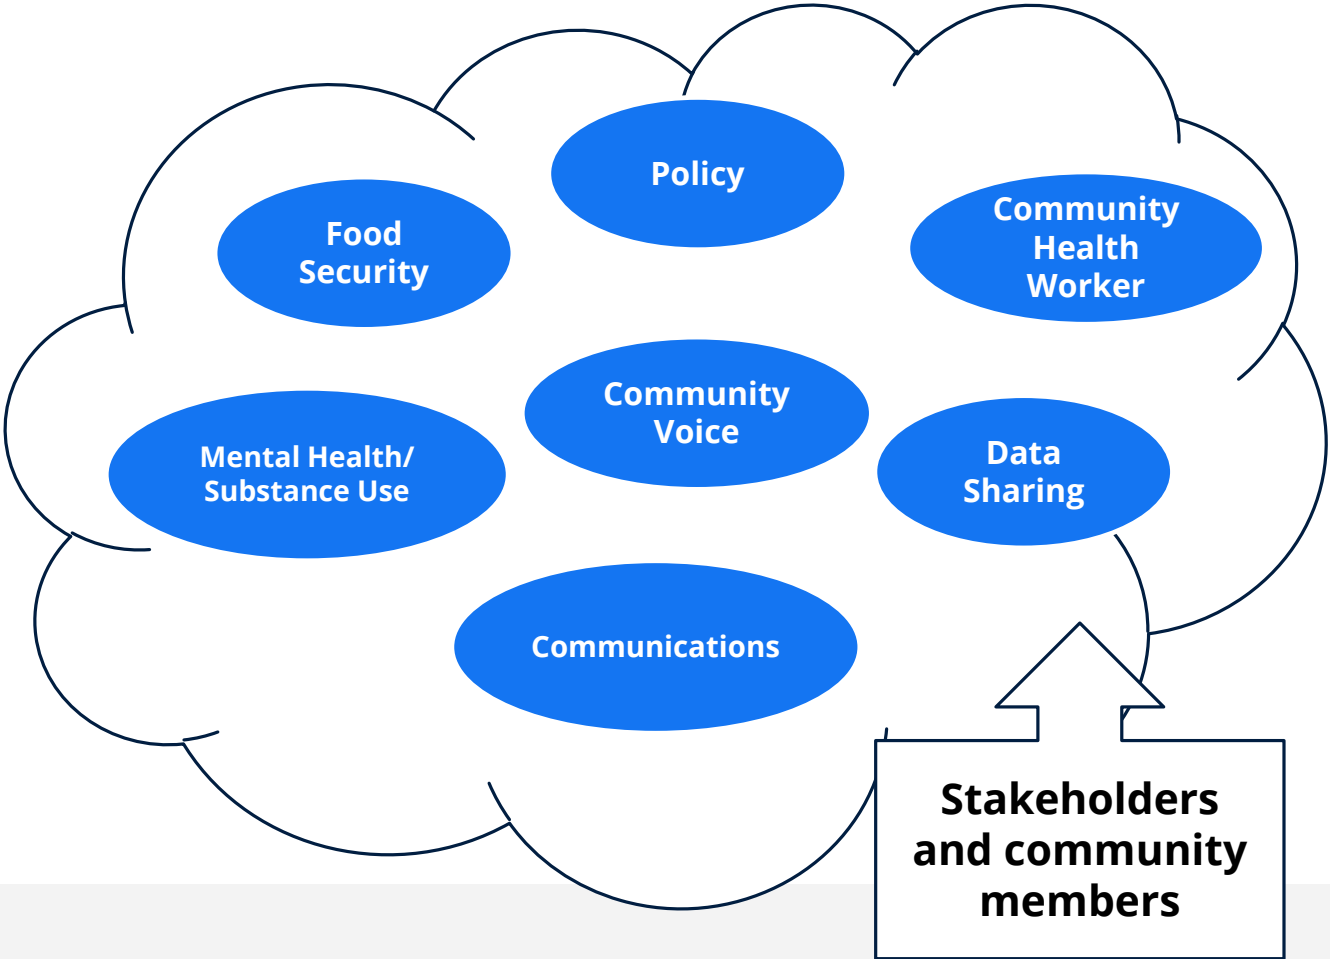 Policy
Food
Security
Community
Health
Worker
Community
Voice
Mental Health/
Substance Use
Data
Sharing
Communications
Stakeholders
and community
members